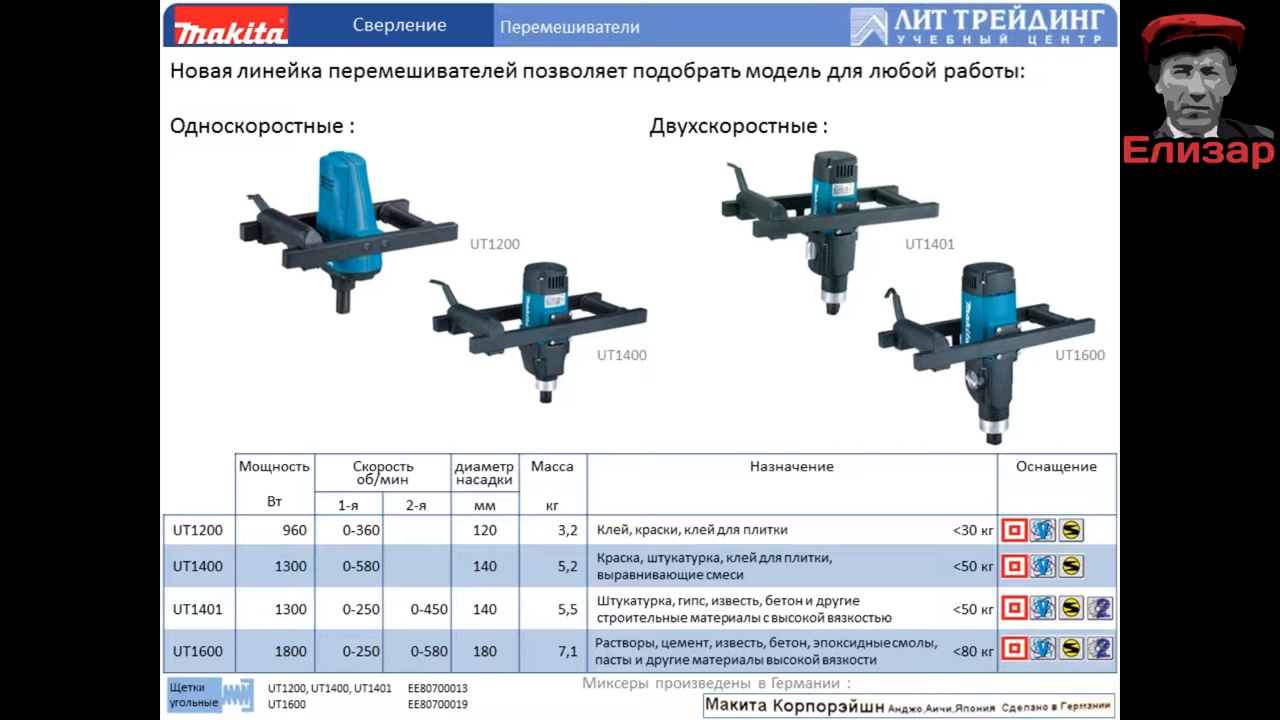 Makita
Сверление
Перемешиватели
ЛИТ ТРЕЙДИНГ
УЧЕБНЫЙ ЦЕНТР
Елизар
Новая линейка перемешивателей позволяет подобрать модель для любой работы:
Односкоростные :
Двухскоростные :
UT1200
UT1400
UT1401
UT1600
Мощность Вт Скорость об/мин 1-я 2-я диаметр насадки мм Масса кг Назначение Оснащение
UT1200 960 0-360 120 3,2 Клей, краски, клей для плитки <30 кг
UT1400 1300 0-580 140 5,2 Краска, штукатурка, клей для плитки, <50 кг
выравнивающие смеси
UT1401 1300 0-250 0-450 140 5,5 Штукатурка, гипс, известь, бетон и другие <50 кг
строительные материалы с высокой вязкостью
UT1600 1800 0-250 0-580 180 7,1 Растворы, цемент, известь, бетон, эпоксидные смолы, <80 кг
пасты и другие материалы высокой вязкости
Щетки угольные
UT1200, UT1400, UT1401 EE80700013
UT1600 EE80700019
Миксеры произведены в Германии :
Макита Корпорэйшн Анджо,Аичи,Япония Сделано в Германии